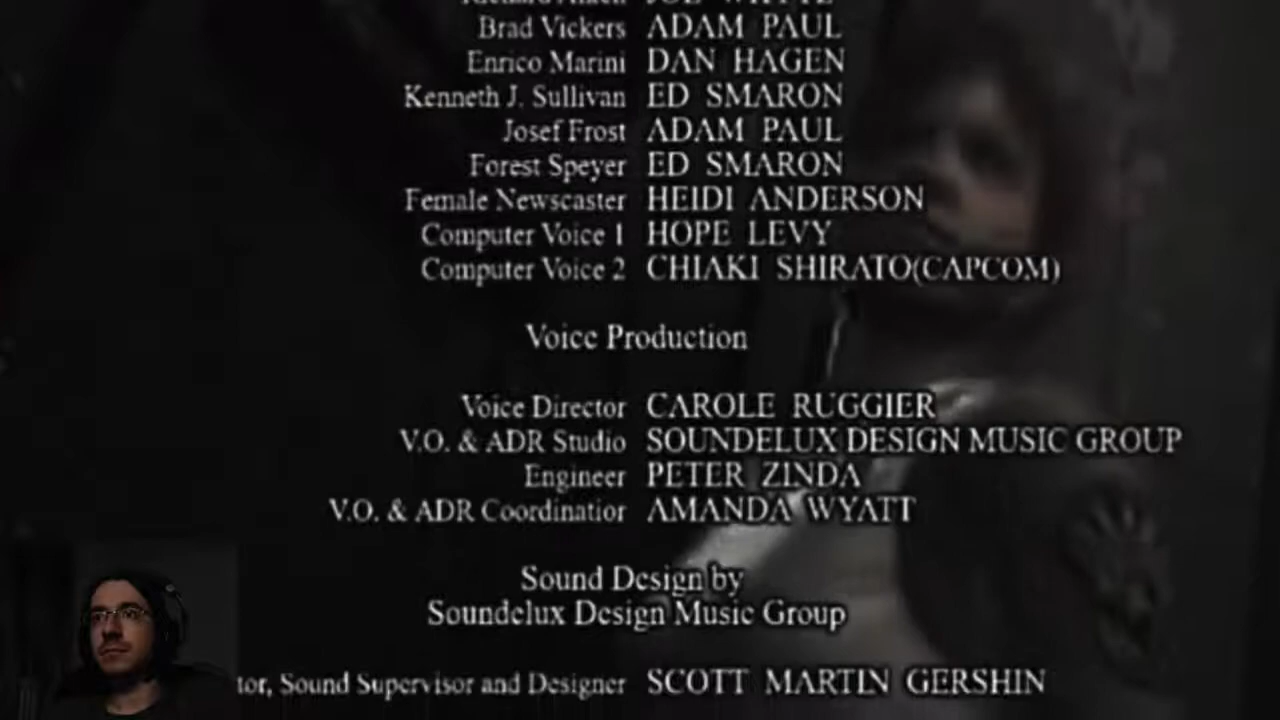 Brad Vickers ADAM PAUL
Enrico Marini DAN HAGEN
Kenneth J. Sullivan ED SMARON
Josef Frost ADAM PAUL
Forest Speyer ED SMARON
Female Newscaster HEIDI ANDERSON
Computer Voice 1 HOPE LEVY
Computer Voice 2 CHIAKI SHIRATO(CAPCOM)
Voice Production
Voice Director CAROLE RUGGIER
V.O. & ADR Studio SOUNDELUX DESIGN MUSIC GROUP
Engineer PETER ZINDA
V.O. & ADR Coordinatior AMANDA WYATT
Sound Design by
Soundelux Design Music Group
tor, Sound Supervisor and Designer SCOTT MARTIN GERSHIN